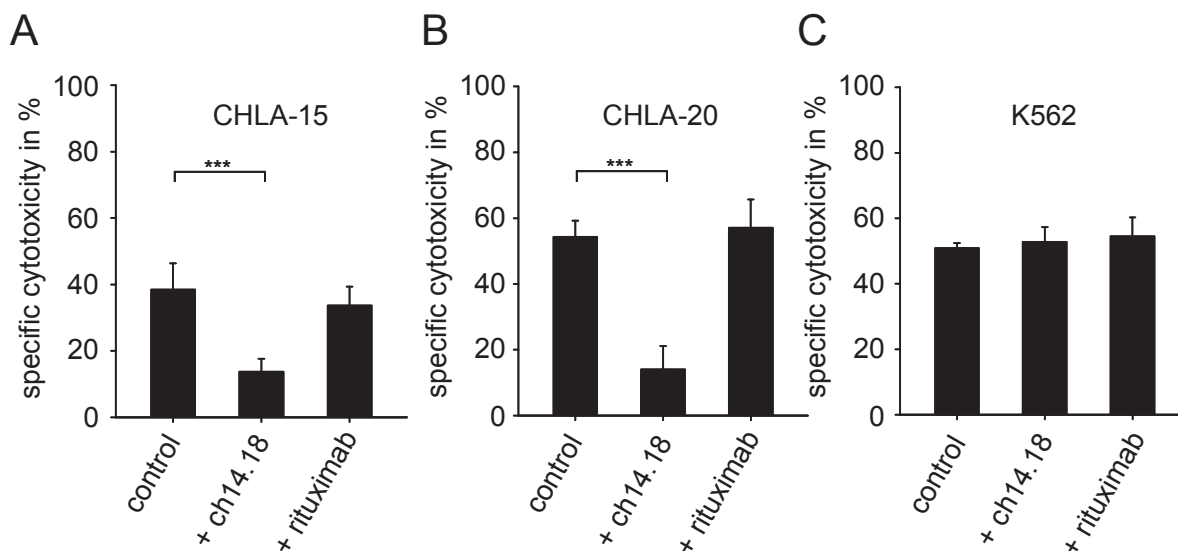 A
specific cytotoxicity in %
100
80
60
40
20
0
CHLA-15
***
control
+ ch14.18
+ rituximab
B
specific cytotoxicity in %
100
80
60
40
20
0
CHLA-20
***
control
+ ch14.18
+ rituximab
C
specific cytotoxicity in %
100
80
60
40
20
0
K562
control
+ ch14.18
+ rituximab